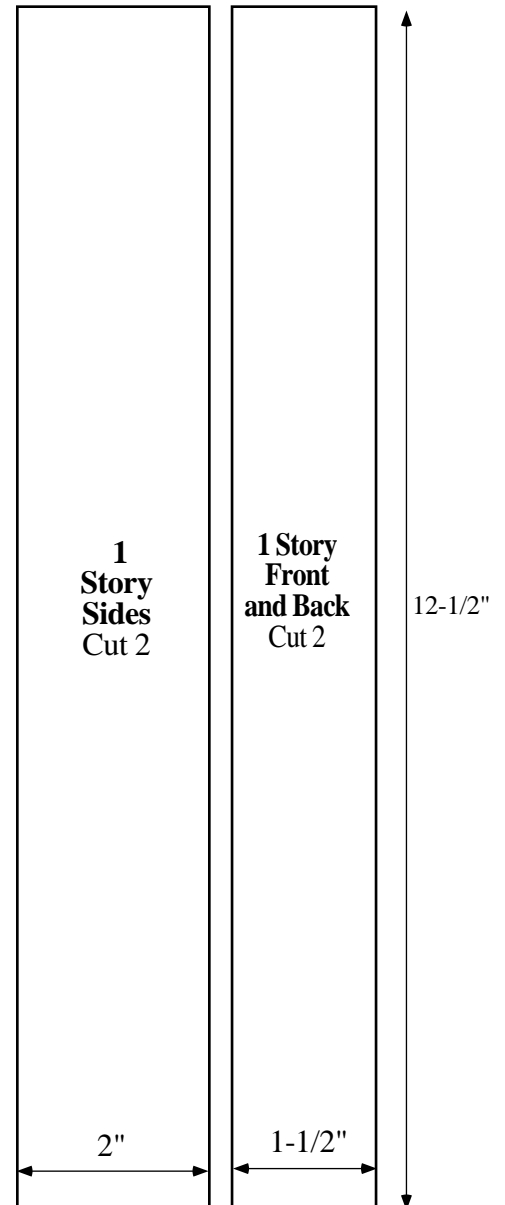 1
Story
Sides
Cut 2
1 Story
Front
and Back
Cut 2
12-1/2"
2"
1-1/2"